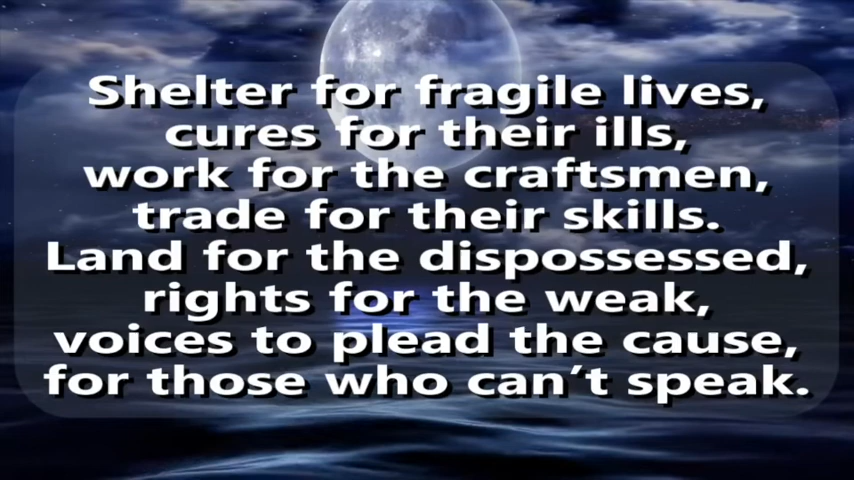 Shelter for fragile lives,
cures for their ills,
work for the craftsmen,
trade for their skills.
Land for the dispossessed,
rights for the weak,
voices to plead the cause,
for those who can’t speak.